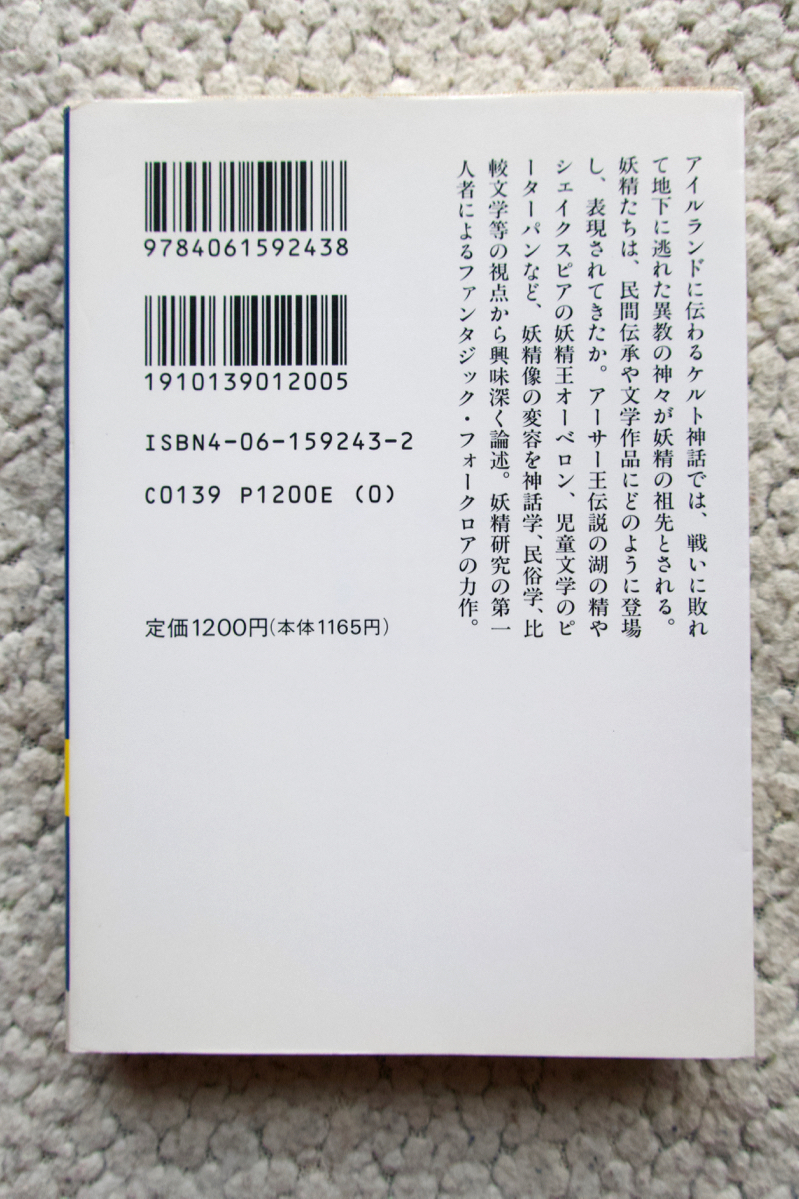 アイルランドに伝わるケルト神話では、戦いに敗れ
て地下に逃れた異教の神々が妖精の祖先とされる。
妖精たちは、民間伝承や文学作品にどのように登場
し、表現されてきたか。アーサー王伝説の湖の精や
シェイクスピアの妖精王オーベロン、児童文学のピ
ーターパンなど、妖精像の変容を神話学、民俗学、比
較文学等の視点から興味深く論述。妖精研究の第一
人者によるファンタジック・フォークロアの力作。
9784061592438
1910139012005
ISBN4-06-159243-2
C0139 P1200E (0)
定価1200円(本体1165円)